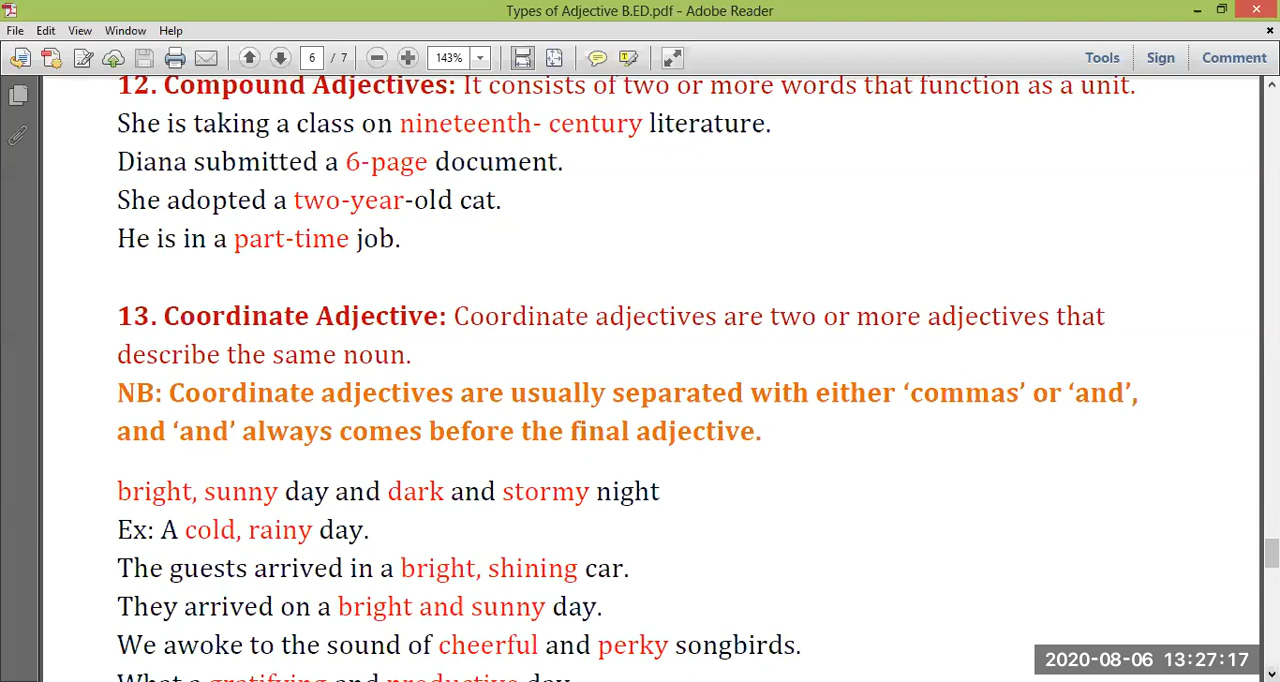 Types of Adjective B.ED.pdf - Adobe Reader
File Edit View Window Help
6 / 7 143% Tools Sign Comment
12. Compound Adjectives: It consists of two or more words that function as a unit.
She is taking a class on nineteenth- century literature.
Diana submitted a 6-page document.
She adopted a two-year-old cat.
He is in a part-time job.
13. Coordinate Adjective: Coordinate adjectives are two or more adjectives that
describe the same noun.
NB: Coordinate adjectives are usually separated with either ‘commas’ or ‘and’,
and ‘and’ always comes before the final adjective.
bright, sunny day and dark and stormy night
Ex: A cold, rainy day.
The guests arrived in a bright, shining car.
They arrived on a bright and sunny day.
We awoke to the sound of cheerful and perky songbirds.
What a gratifying and productive day
2020-08-06 13:27:17